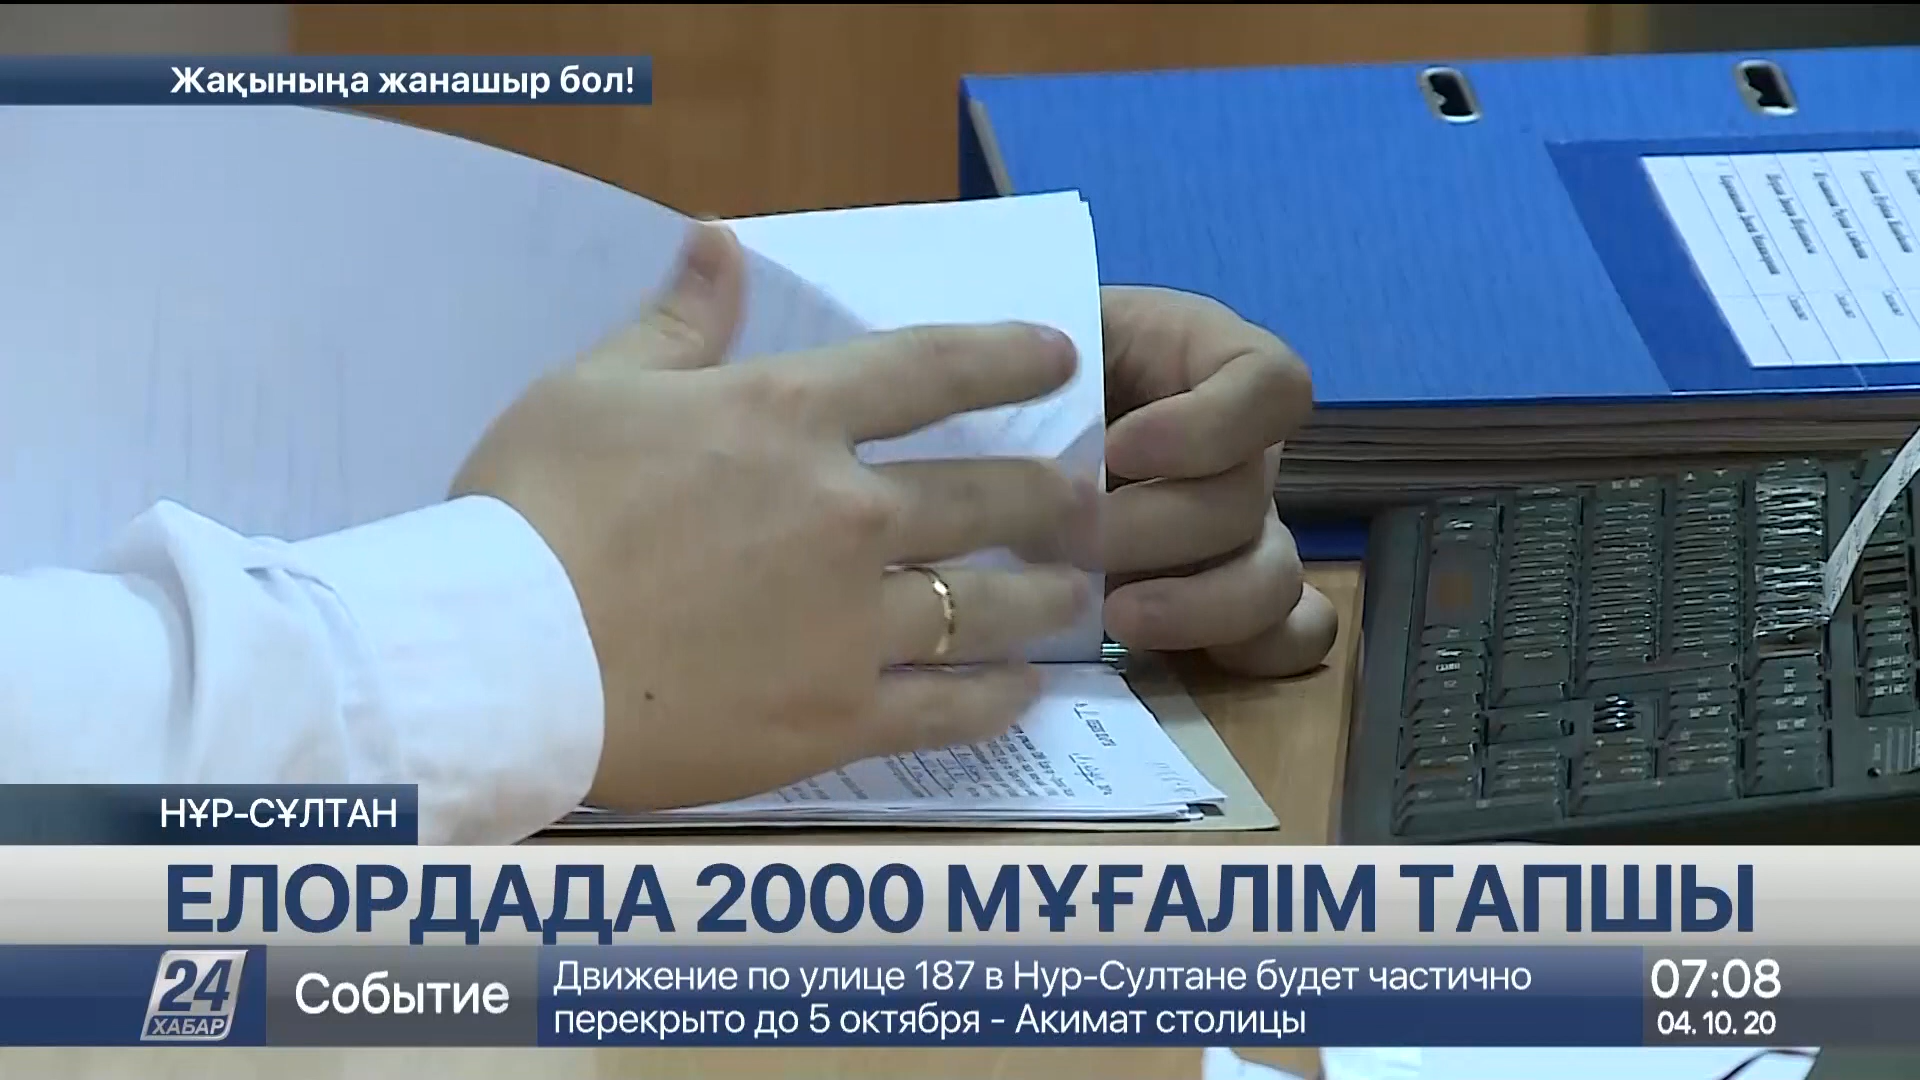 Жақыныңа жанашыр бол!
НҰР-СҰЛТАН
ЕЛОРДАДА 2000 МҰҒАЛІМ ТАПШЫ
24
ХАБАР
Событие
Движение по улице 187 в Нур-Султане будет частично
перекрыто до 5 октября - Акимат столицы
07:08
04. 10. 20